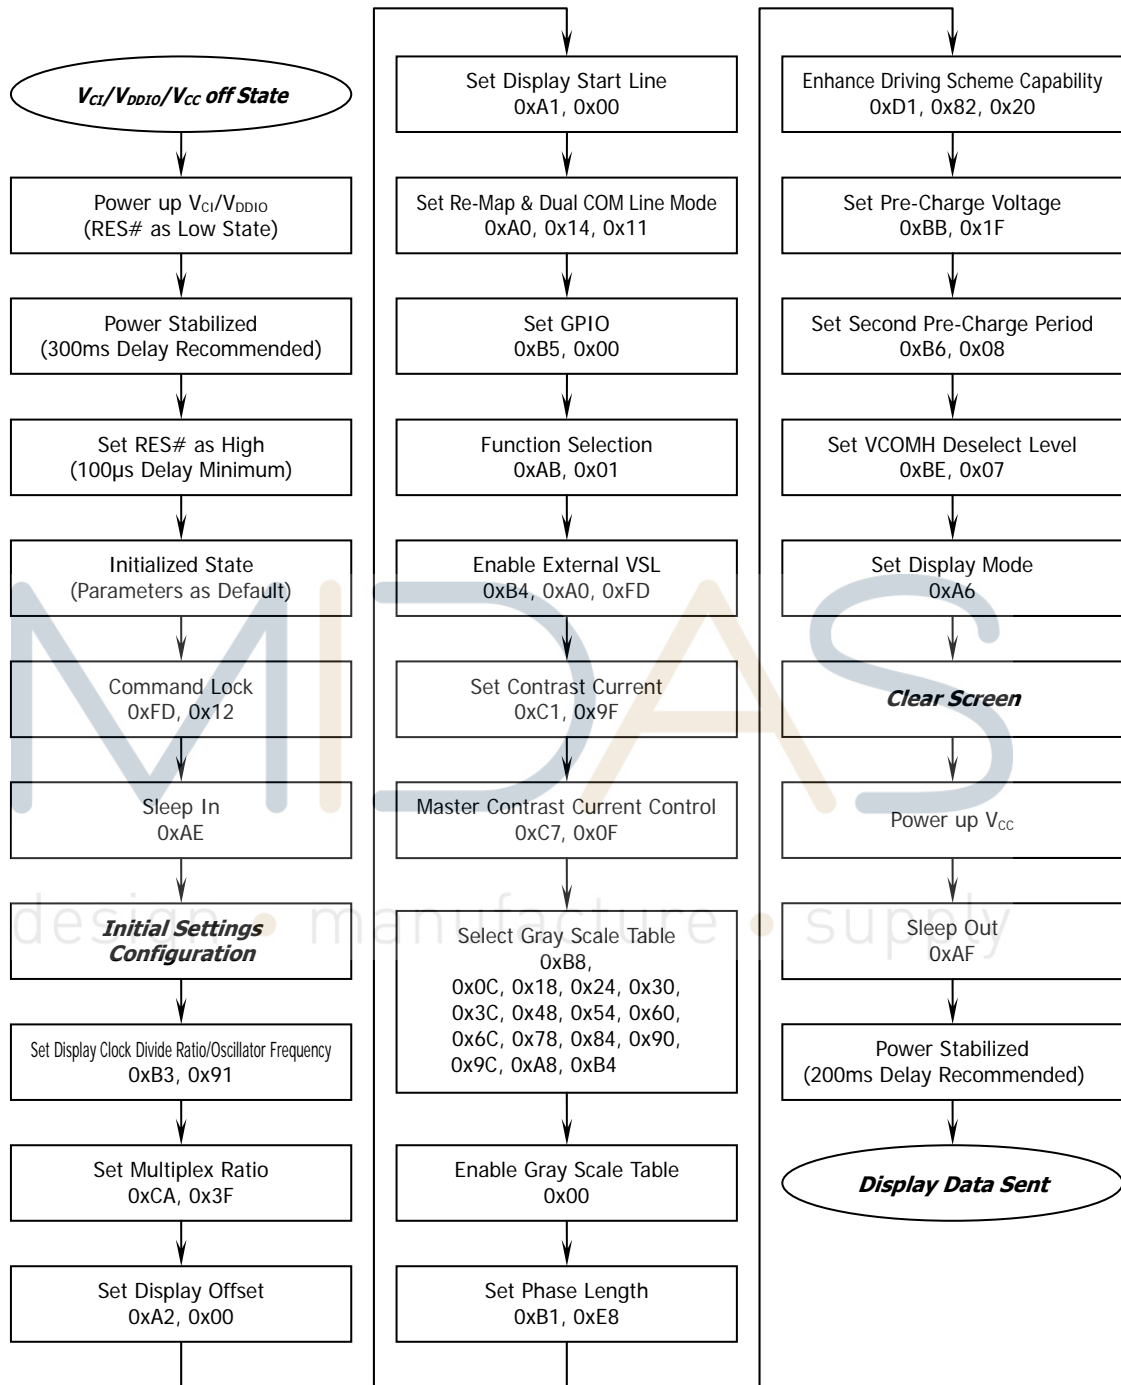 V_CI/V_DDIO/V_CC off State
Power up V_CI/V_DDIO
(RES# as Low State)
Power Stabilized
(300ms Delay Recommended)
Set RES# as High
(100μs Delay Minimum)
Initialized State
(Parameters as Default)
Command Lock
0xFD, 0x12
Sleep In
0xAE
Initial Settings
Configuration
Set Display Clock Divide Ratio/Oscillator Frequency
0xB3, 0x91
Set Multiplex Ratio
0xCA, 0x3F
Set Display Offset
0xA2, 0x00
Set Display Start Line
0xA1, 0x00
Set Re-Map & Dual COM Line Mode
0xA0, 0x14, 0x11
Set GPIO
0xB5, 0x00
Function Selection
0xAB, 0x01
Enable External VSL
0xB4, 0xA0, 0xFD
Set Contrast Current
0xC1, 0x9F
Master Contrast Current Control
0xC7, 0x0F
Select Gray Scale Table
0xB8,
0x0C, 0x18, 0x24, 0x30,
0x3C, 0x48, 0x54, 0x60,
0x6C, 0x78, 0x84, 0x90,
0x9C, 0xA8, 0xB4
Enable Gray Scale Table
0x00
Set Phase Length
0xB1, 0xE8
Enhance Driving Scheme Capability
0xD1, 0x82, 0x20
Set Pre-Charge Voltage
0xBB, 0x1F
Set Second Pre-Charge Period
0xB6, 0x08
Set VCOMH Deselect Level
0xBE, 0x07
Set Display Mode
0xA6
Clear Screen
Power up V_CC
Sleep Out
0xAF
Power Stabilized
(200ms Delay Recommended)
Display Data Sent
MIDAS
design • manufacture • supply